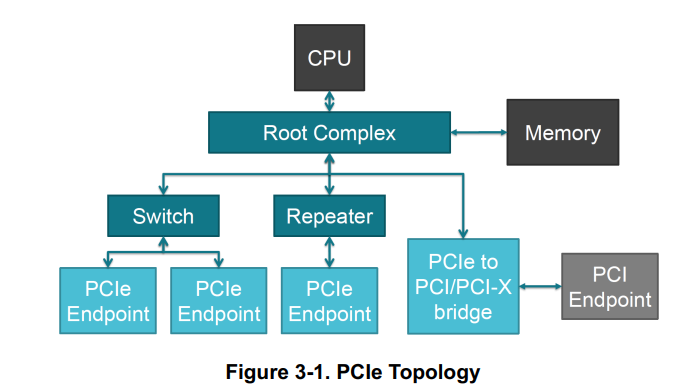 CPU
Root Complex
Memory
Switch
Repeater
PCIe
Endpoint
PCIe
Endpoint
PCIe
Endpoint
PCIe to
PCI/PCI-X
bridge
PCI
Endpoint
Figure 3-1. PCIe Topology